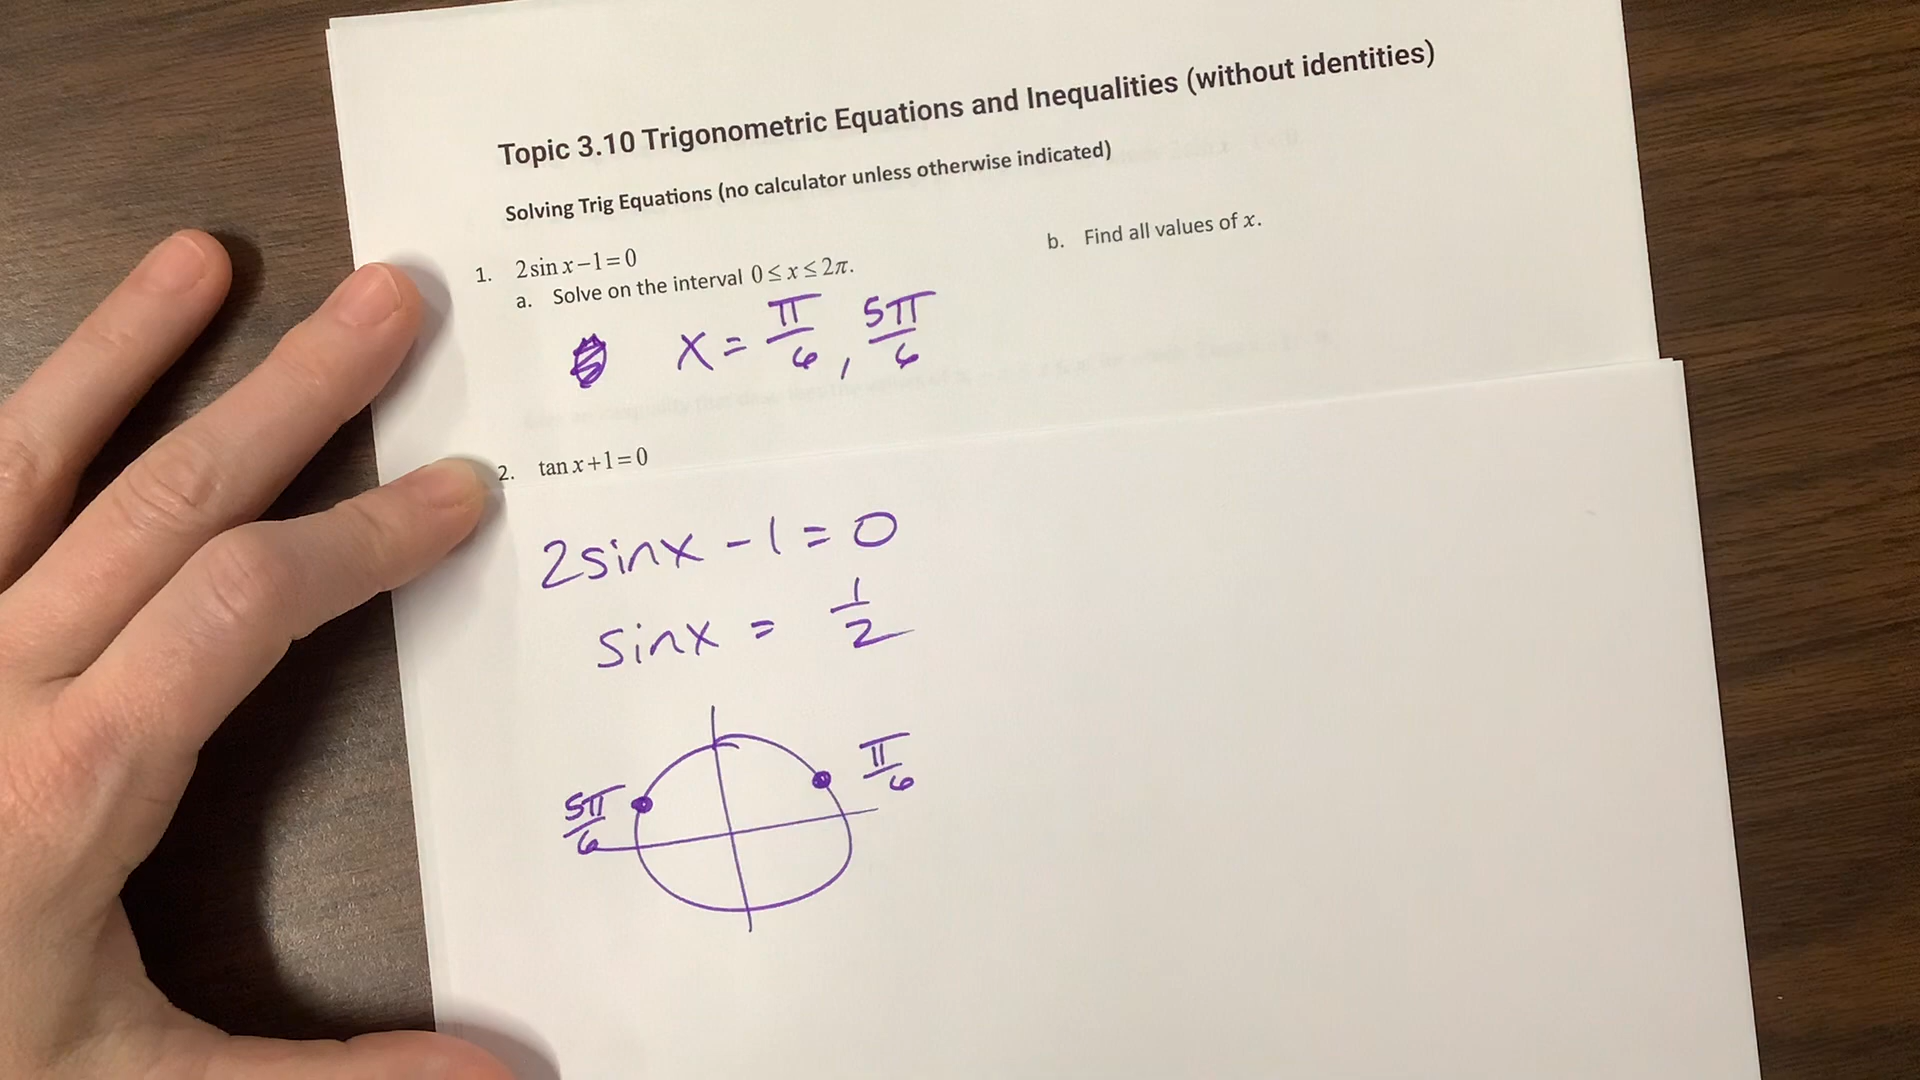 Topic 3.10 Trigonometric Equations and Inequalities (without identities)
Solving Trig Equations (no calculator unless otherwise indicated)
1. 2 sin x − 1 = 0
a. Solve on the interval 0 ≤ x ≤ 2π.
b. Find all values of x.
x = π/6, 5π/6
2. tan x + 1 = 0
2sinx − 1 = 0
sinx = 1/2
5π/6
π/6